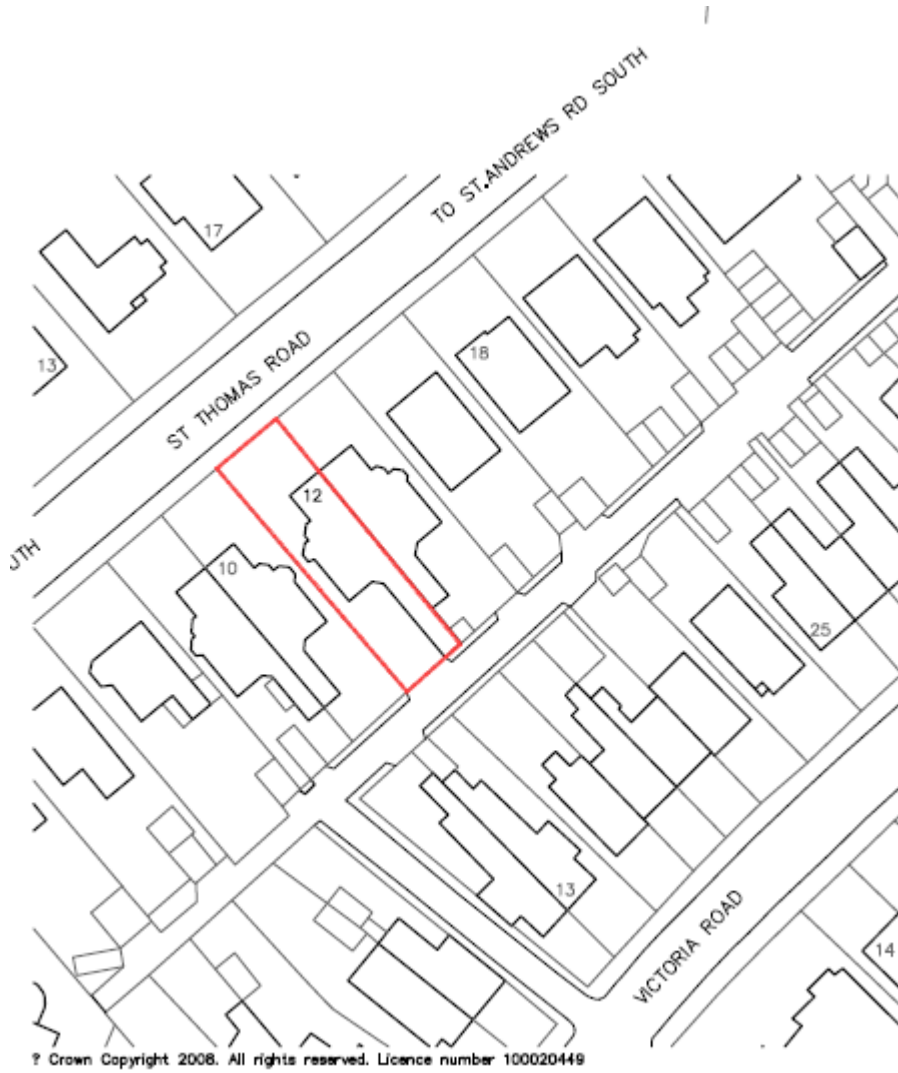 TO ST.ANDREWS RD SOUTH
17
13
ST THOMAS ROAD
18
12
UTH
10
25
13
VICTORIA ROAD
14
? Crown Copyright 2008. All rights reserved. Licence number 100020449